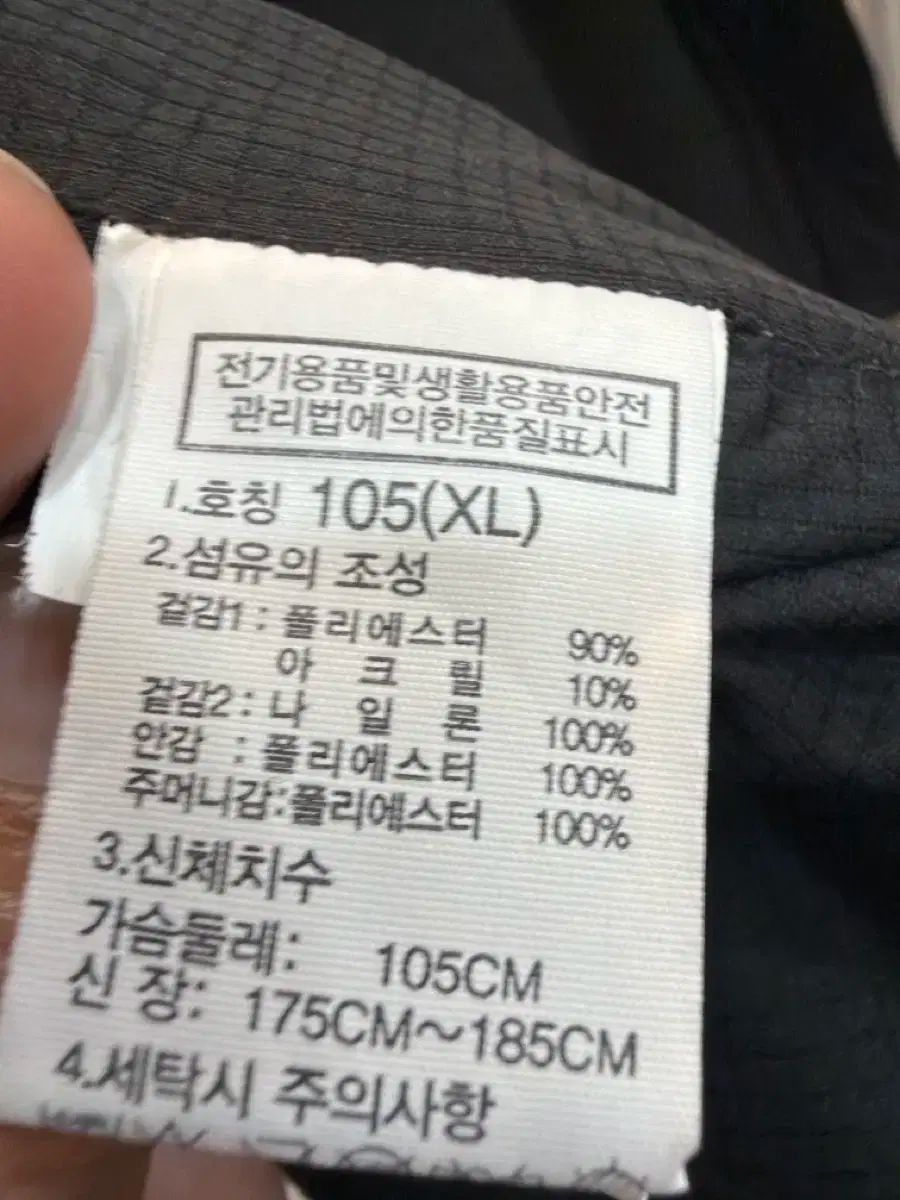 전기용품및생활용품안전
관리법에의한품질표시
1.호칭 105(XL)
2.섬유의 조성
겉감1 : 폴리에스터 90%
아 크 릴 10%
겉감2 : 나 일 론 100%
안감 : 폴리에스터 100%
주머니감:폴리에스터 100%
3.신체치수
가슴둘레: 105CM
신 장: 175CM~185CM
4.세탁시 주의사항